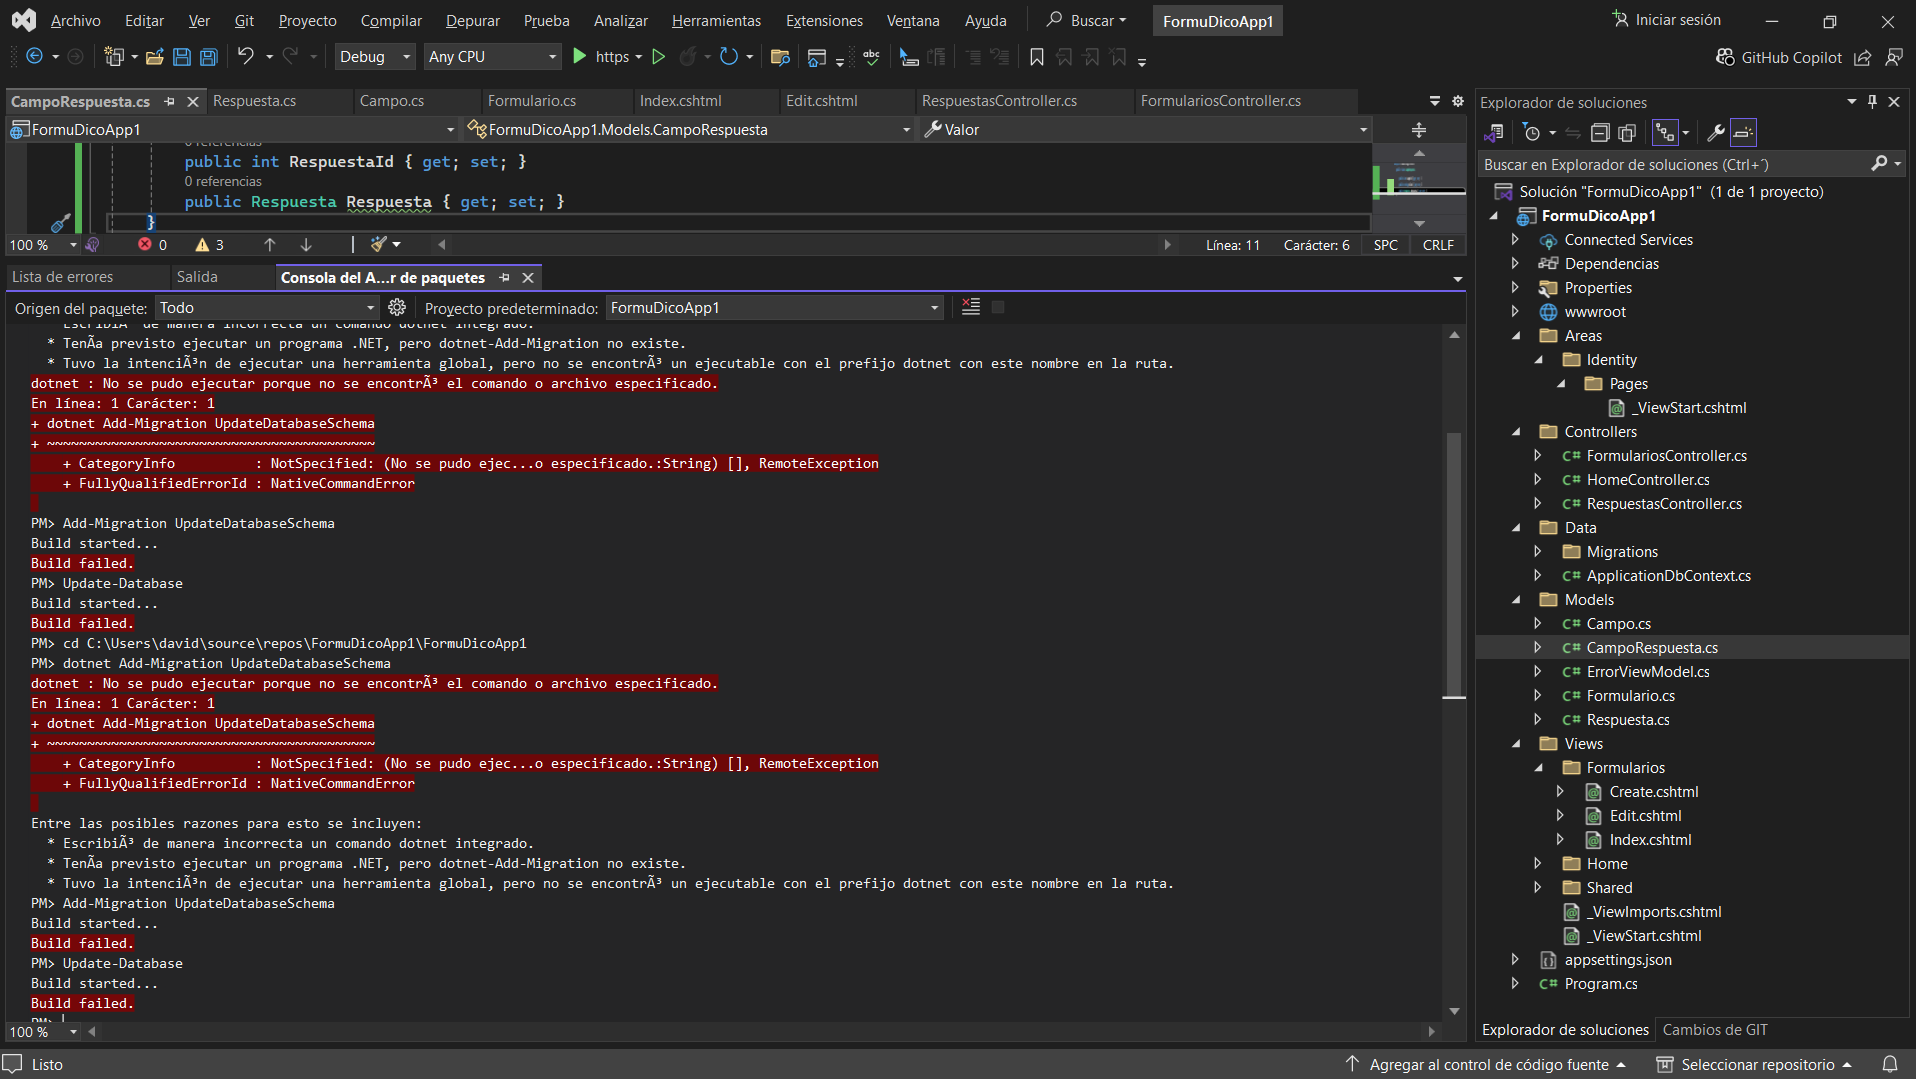 Archivo Editar Ver Git Proyecto Compilar Depurar Prueba Analizar Herramientas Extensiones Ventana Ayuda Buscar FormuDicoApp1 Iniciar sesión
Debug Any CPU https abc GitHub Copilot
CampoRespuesta.cs Respuesta.cs Campo.cs Formulario.cs Index.cshtml Edit.cshtml RespuestasController.cs FormulariosController.cs
FormuDicoApp1 FormuDicoApp1.Models.CampoRespuesta Valor
0 referencias
public int RespuestaId { get; set; }
0 referencias
public Respuesta Respuesta { get; set; }
}
100 % 0 3 Línea: 11 Carácter: 6 SPC CRLF
Lista de errores Salida Consola del A...r de paquetes
Origen del paquete: Todo Proyecto predeterminado: FormuDicoApp1
* EscribiÃ³ de manera incorrecta un comando dotnet integrado.
* TenÃa previsto ejecutar un programa .NET, pero dotnet-Add-Migration no existe.
* Tuvo la intenciÃ³n de ejecutar una herramienta global, pero no se encontrÃ³ un ejecutable con el prefijo dotnet con este nombre en la ruta.
dotnet : No se pudo ejecutar porque no se encontrÃ³ el comando o archivo especificado.
En línea: 1 Carácter: 1
+ dotnet Add-Migration UpdateDatabaseSchema
+ ~~~~~~~~~~~~~~~~~~~~~~~~~~~~~~~~~~~~~~~~~
+ CategoryInfo : NotSpecified: (No se pudo ejec...o especificado.:String) [], RemoteException
+ FullyQualifiedErrorId : NativeCommandError
PM> Add-Migration UpdateDatabaseSchema
Build started...
Build failed.
PM> Update-Database
Build started...
Build failed.
PM> cd C:\Users\david\source\repos\FormuDicoApp1\FormuDicoApp1
PM> dotnet Add-Migration UpdateDatabaseSchema
dotnet : No se pudo ejecutar porque no se encontrÃ³ el comando o archivo especificado.
En línea: 1 Carácter: 1
+ dotnet Add-Migration UpdateDatabaseSchema
+ ~~~~~~~~~~~~~~~~~~~~~~~~~~~~~~~~~~~~~~~~~
+ CategoryInfo : NotSpecified: (No se pudo ejec...o especificado.:String) [], RemoteException
+ FullyQualifiedErrorId : NativeCommandError
Entre las posibles razones para esto se incluyen:
* EscribiÃ³ de manera incorrecta un comando dotnet integrado.
* TenÃa previsto ejecutar un programa .NET, pero dotnet-Add-Migration no existe.
* Tuvo la intenciÃ³n de ejecutar una herramienta global, pero no se encontrÃ³ un ejecutable con el prefijo dotnet con este nombre en la ruta.
PM> Add-Migration UpdateDatabaseSchema
Build started...
Build failed.
PM> Update-Database
Build started...
Build failed.
PM>
100 %
Explorador de soluciones
Buscar en Explorador de soluciones (Ctrl+´)
Solución "FormuDicoApp1" (1 de 1 proyecto)
FormuDicoApp1
Connected Services
Dependencias
Properties
wwwroot
Areas
Identity
Pages
_ViewStart.cshtml
Controllers
C# FormulariosController.cs
C# HomeController.cs
C# RespuestasController.cs
Data
Migrations
C# ApplicationDbContext.cs
Models
C# Campo.cs
C# CampoRespuesta.cs
C# ErrorViewModel.cs
C# Formulario.cs
C# Respuesta.cs
Views
Formularios
Create.cshtml
Edit.cshtml
Index.cshtml
Home
Shared
_ViewImports.cshtml
_ViewStart.cshtml
appsettings.json
C# Program.cs
Explorador de soluciones Cambios de GIT
Listo Agregar al control de código fuente Seleccionar repositorio